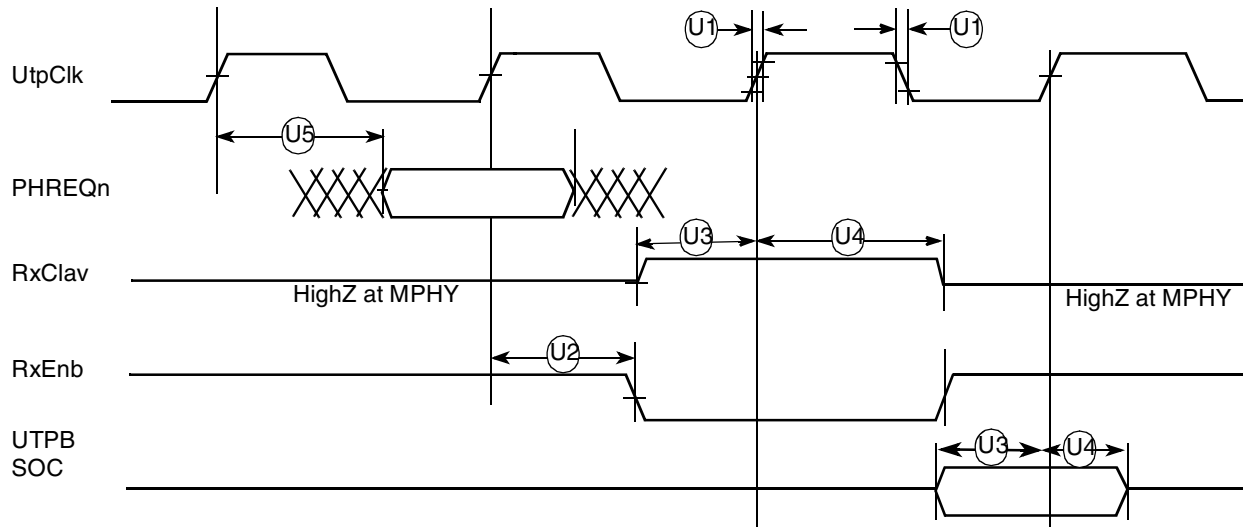 U1
U1
UtpClk
U5
PHREQn
U3
U4
RxClav
HighZ at MPHY
HighZ at MPHY
RxEnb
U2
UTPB
SOC
U3
U4